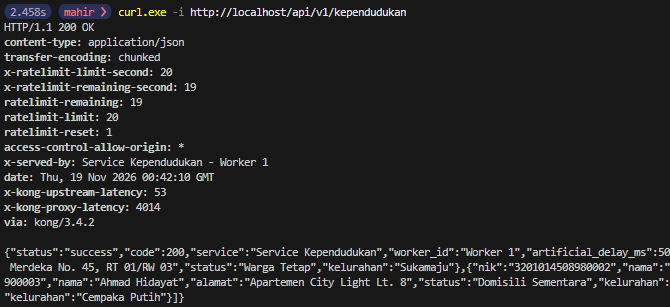 2.458s mahir ❯ curl.exe -i http://localhost/api/v1/kependudukan
HTTP/1.1 200 OK
content-type: application/json
transfer-encoding: chunked
x-ratelimit-limit-second: 20
x-ratelimit-remaining-second: 19
ratelimit-remaining: 19
ratelimit-limit: 20
ratelimit-reset: 1
access-control-allow-origin: *
x-served-by: Service Kependudukan - Worker 1
date: Thu, 19 Nov 2026 00:42:10 GMT
x-kong-upstream-latency: 53
x-kong-proxy-latency: 4014
via: kong/3.4.2
{"status":"success","code":200,"service":"Service Kependudukan","worker_id":"Worker 1","artificial_delay_ms":50
Merdeka No. 45, RT 01/RW 03","status":"Warga Tetap","kelurahan":"Sukamaju"},{"nik":"3201014508980002","nama":"
900003","nama":"Ahmad Hidayat","alamat":"Apartemen City Light Lt. 8","status":"Domisili Sementara","kelurahan":
"kelurahan":"Cempaka Putih"}]}